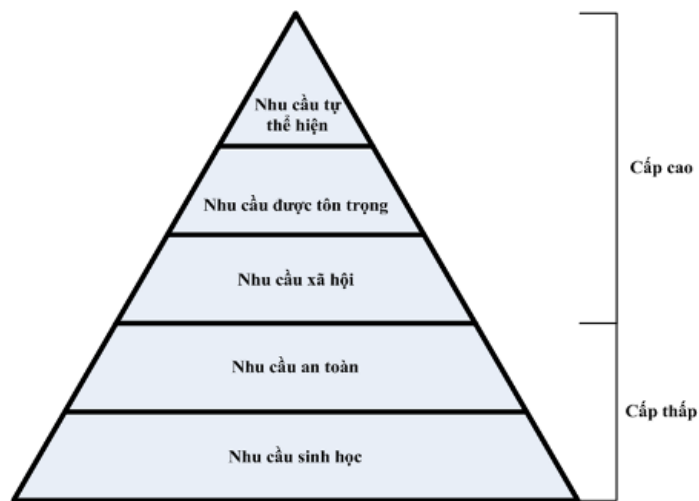 Nhu cầu tự
thể hiện
Cấp cao
Nhu cầu được tôn trọng
Nhu cầu xã hội
Nhu cầu an toàn
Cấp thấp
Nhu cầu sinh học